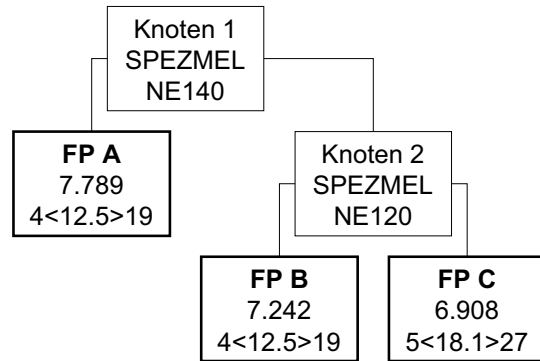 Knoten 1
SPEZMEL
NE140
FP A
7.789
4<12.5>19
Knoten 2
SPEZMEL
NE120
FP B
7.242
4<12.5>19
FP C
6.908
5<18.1>27